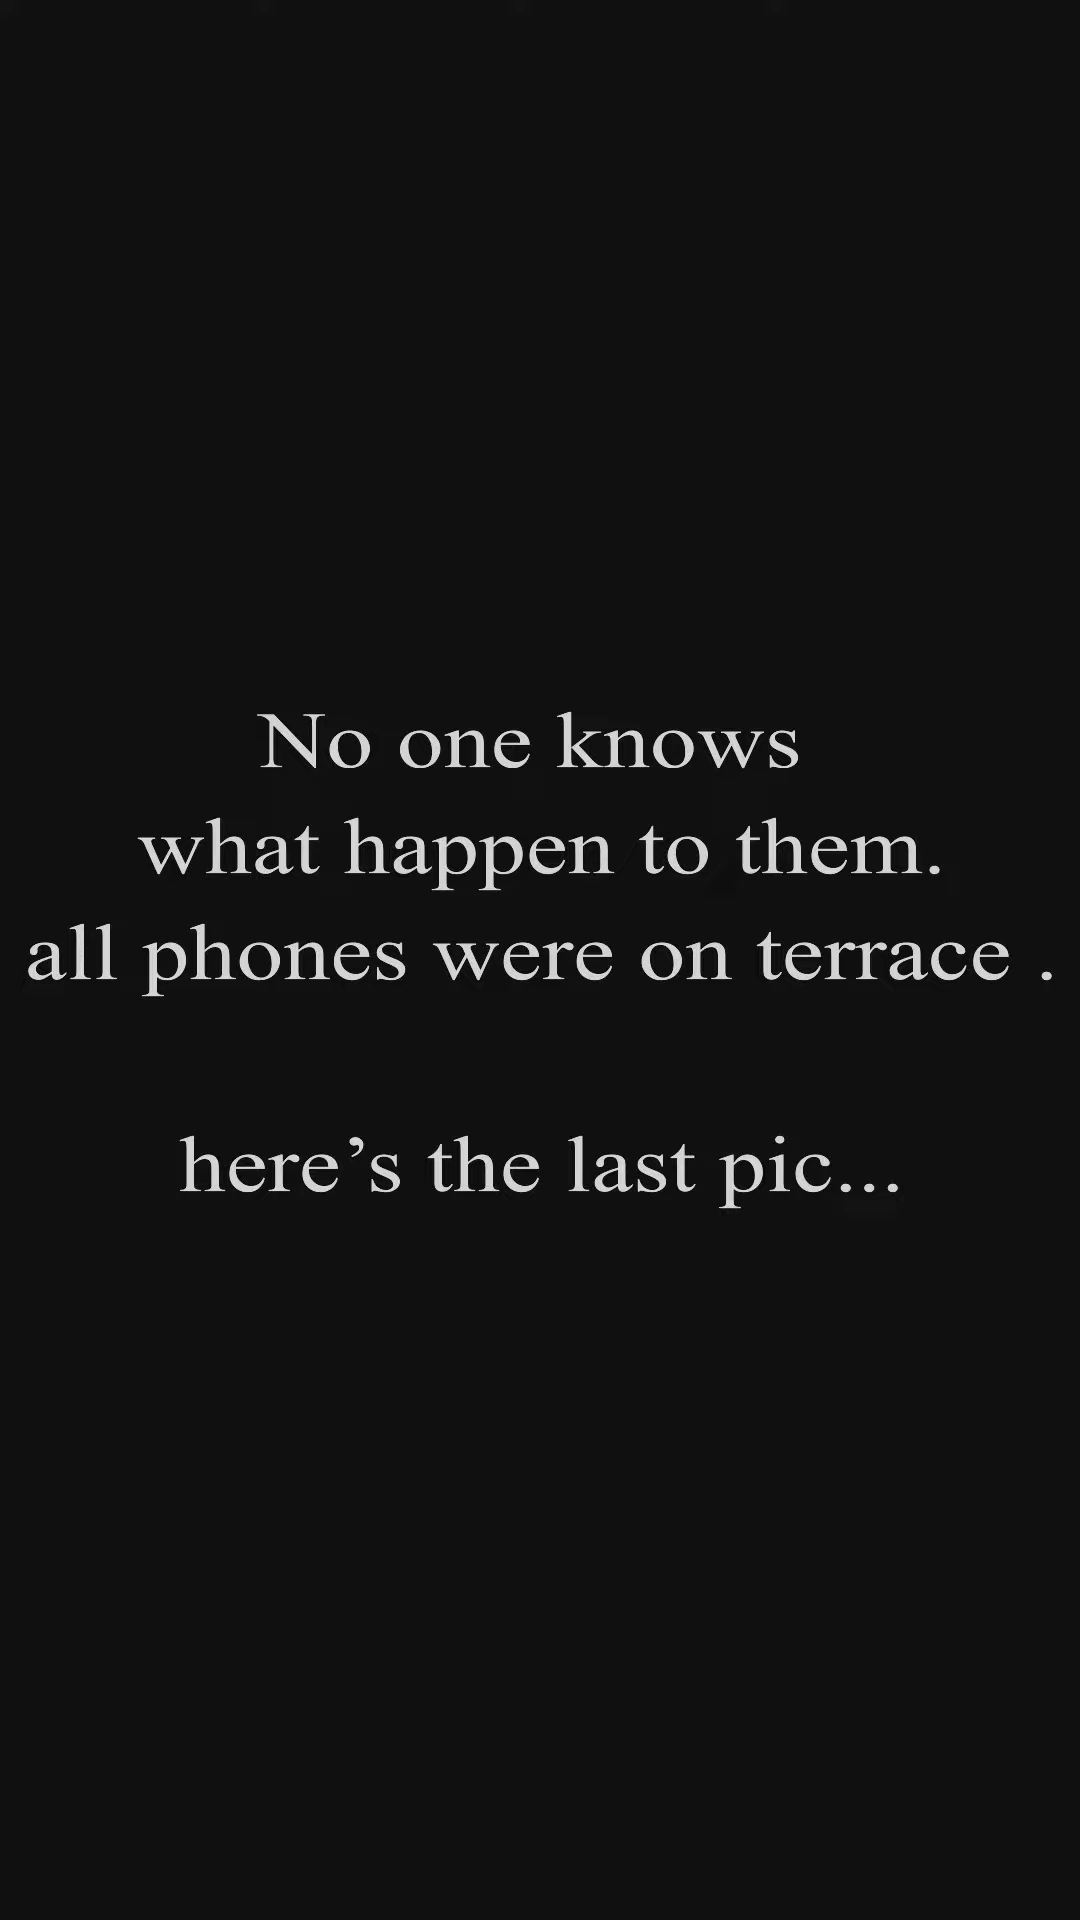 No one knows
what happen to them.
all phones were on terrace .
here’s the last pic...